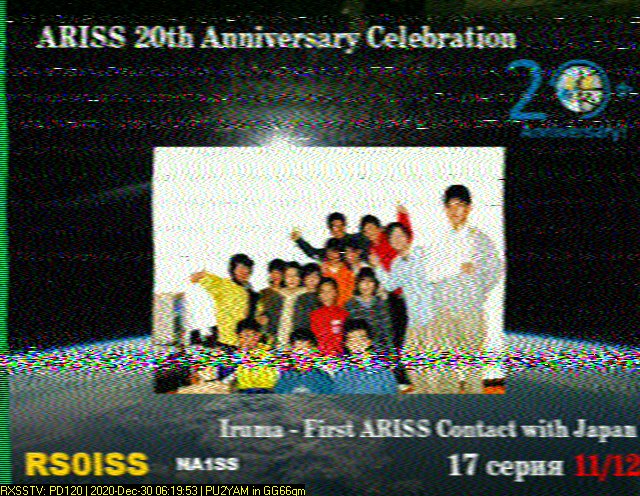 ARISS 20th Anniversary Celebration
20
Anniversary!
Iruma - First ARISS Contact with Japan
RS0ISS NA1SS 17 серия 11/12
RXSSTV: PD120 | 2020-Dec-30 06:19:53 | PU2YAM in GG66qm